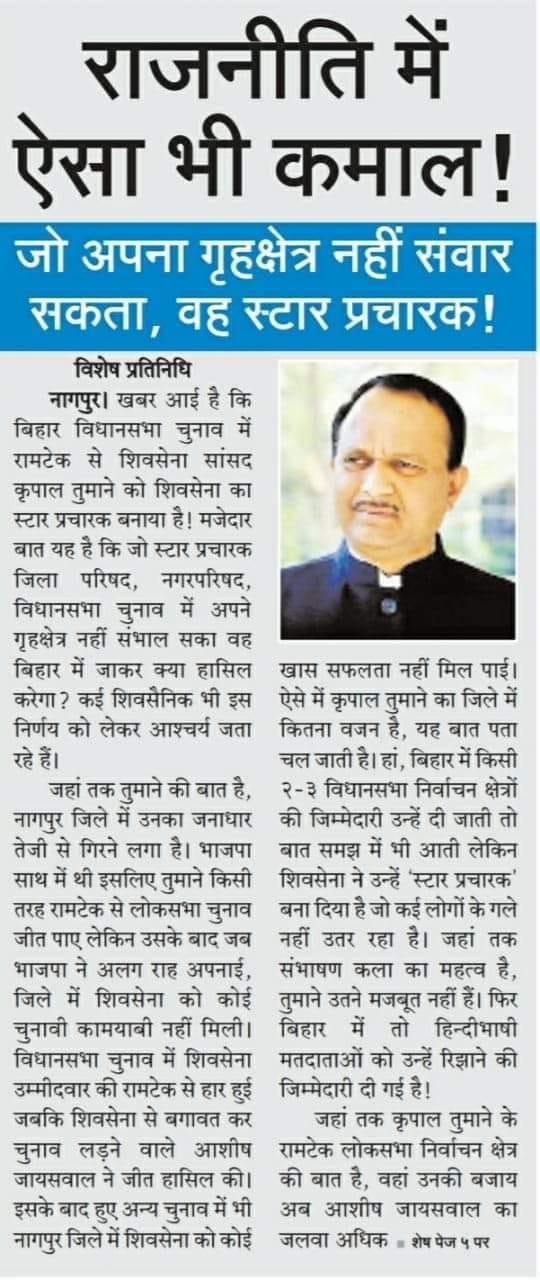 राजनीति में
ऐसा भी कमाल!
जो अपना गृहक्षेत्र नहीं संवार
सकता, वह स्टार प्रचारक!
विशेष प्रतिनिधि
नागपुर। खबर आई है कि
बिहार विधानसभा चुनाव में
रामटेक से शिवसेना सांसद
कृपाल तुमाने को शिवसेना का
स्टार प्रचारक बनाया है! मजेदार
बात यह है कि जो स्टार प्रचारक
जिला परिषद, नगरपरिषद,
विधानसभा चुनाव में अपने
गृहक्षेत्र नहीं संभाल सका वह
बिहार में जाकर क्या हासिल
करेगा? कई शिवसैनिक भी इस
निर्णय को लेकर आश्चर्य जता
रहे हैं।
जहां तक तुमाने की बात है,
नागपुर जिले में उनका जनाधार
तेजी से गिरने लगा है। भाजपा
साथ में थी इसलिए तुमाने किसी
तरह रामटेक से लोकसभा चुनाव
जीत पाए लेकिन उसके बाद जब
भाजपा ने अलग राह अपनाई,
जिले में शिवसेना को कोई
चुनावी कामयाबी नहीं मिली।
विधानसभा चुनाव में शिवसेना
उम्मीदवार की रामटेक से हार हुई
जबकि शिवसेना से बगावत कर
चुनाव लड़ने वाले आशीष
जायसवाल ने जीत हासिल की।
इसके बाद हुए अन्य चुनाव में भी
नागपुर जिले में शिवसेना को कोई
खास सफलता नहीं मिल पाई।
ऐसे में कृपाल तुमाने का जिले में
कितना वजन है, यह बात पता
चल जाती है। हां, बिहार में किसी
२-३ विधानसभा निर्वाचन क्षेत्रों
की जिम्मेदारी उन्हें दी जाती तो
बात समझ में भी आती लेकिन
शिवसेना ने उन्हें ‘स्टार प्रचारक’
बना दिया है जो कई लोगों के गले
नहीं उतर रहा है। जहां तक
संभाषण कला का महत्व है,
तुमाने उतने मजबूत नहीं हैं। फिर
बिहार में तो हिन्दीभाषी
मतदाताओं को उन्हें रिझाने की
जिम्मेदारी दी गई है!
जहां तक कृपाल तुमाने के
रामटेक लोकसभा निर्वाचन क्षेत्र
की बात है, वहां उनकी बजाय
अब आशीष जायसवाल का
जलवा अधिक ■ शेष पेज ५ पर